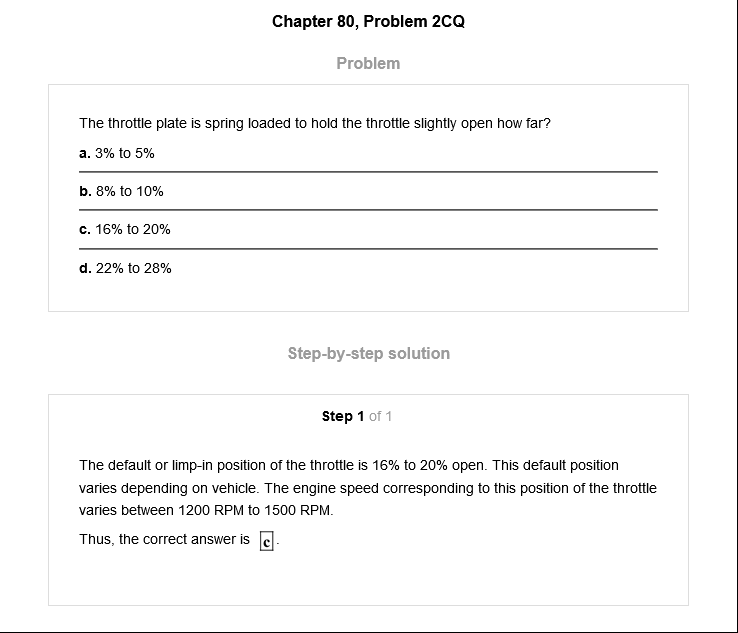 Chapter 80, Problem 2CQ
Problem
The throttle plate is spring loaded to hold the throttle slightly open how far?
a. 3% to 5%
b. 8% to 10%
c. 16% to 20%
d. 22% to 28%
Step-by-step solution
Step 1 of 1
The default or limp-in position of the throttle is 16% to 20% open. This default position
varies depending on vehicle. The engine speed corresponding to this position of the throttle
varies between 1200 RPM to 1500 RPM.
Thus, the correct answer is c.